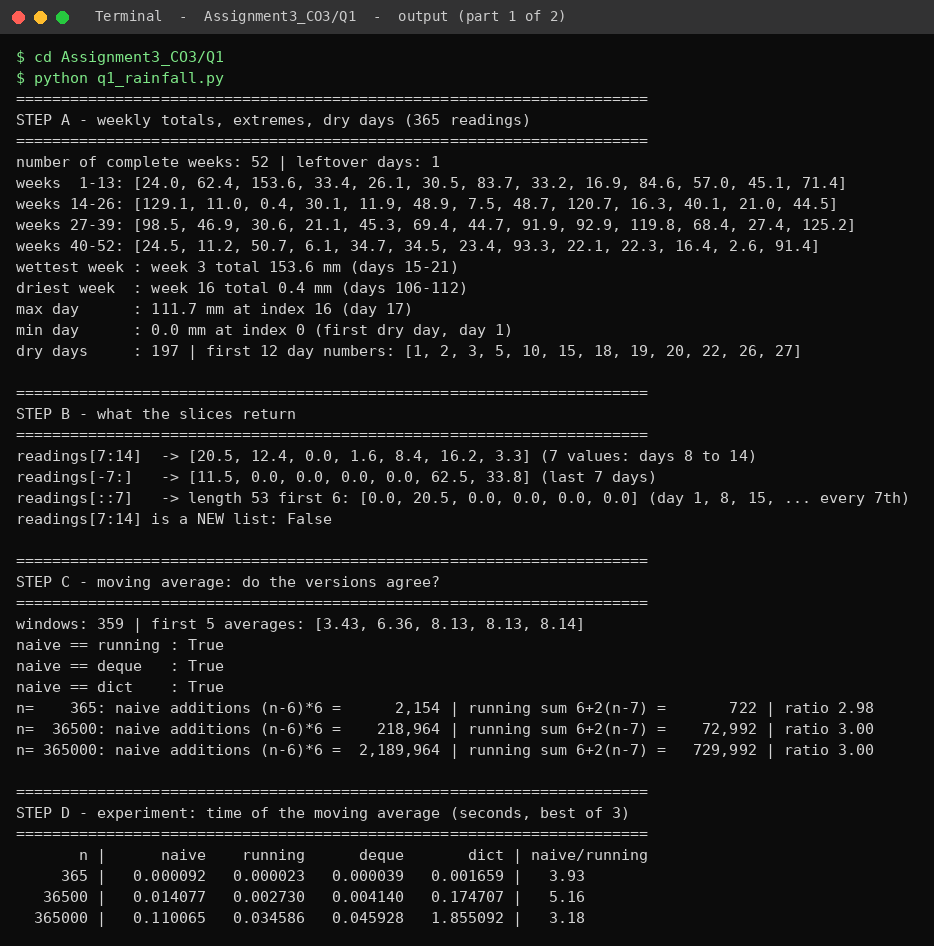 Terminal  -  Assignment3_CO3/Q1  -  output (part 1 of 2)
$ cd Assignment3_CO3/Q1
$ python q1_rainfall.py
======================================================================
STEP A - weekly totals, extremes, dry days (365 readings)
======================================================================
number of complete weeks: 52 | leftover days: 1
weeks  1-13: [24.0, 62.4, 153.6, 33.4, 26.1, 30.5, 83.7, 33.2, 16.9, 84.6, 57.0, 45.1, 71.4]
weeks 14-26: [129.1, 11.0, 0.4, 30.1, 11.9, 48.9, 7.5, 48.7, 120.7, 16.3, 40.1, 21.0, 44.5]
weeks 27-39: [98.5, 46.9, 30.6, 21.1, 45.3, 69.4, 44.7, 91.9, 92.9, 119.8, 68.4, 27.4, 125.2]
weeks 40-52: [24.5, 11.2, 50.7, 6.1, 34.7, 34.5, 23.4, 93.3, 22.1, 22.3, 16.4, 2.6, 91.4]
wettest week : week 3 total 153.6 mm (days 15-21)
driest week  : week 16 total 0.4 mm (days 106-112)
max day      : 111.7 mm at index 16 (day 17)
min day      : 0.0 mm at index 0 (first dry day, day 1)
dry days     : 197 | first 12 day numbers: [1, 2, 3, 5, 10, 15, 18, 19, 20, 22, 26, 27]
======================================================================
STEP B - what the slices return
======================================================================
readings[7:14]  -> [20.5, 12.4, 0.0, 1.6, 8.4, 16.2, 3.3] (7 values: days 8 to 14)
readings[-7:]   -> [11.5, 0.0, 0.0, 0.0, 0.0, 62.5, 33.8] (last 7 days)
readings[::7]   -> length 53 first 6: [0.0, 20.5, 0.0, 0.0, 0.0, 0.0] (day 1, 8, 15, ... every 7th)
readings[7:14] is a NEW list: False
======================================================================
STEP C - moving average: do the versions agree?
======================================================================
windows: 359 | first 5 averages: [3.43, 6.36, 8.13, 8.13, 8.14]
naive == running : True
naive == deque   : True
naive == dict    : True
n=    365: naive additions (n-6)*6 =      2,154 | running sum 6+2(n-7) =       722 | ratio 2.98
n=  36500: naive additions (n-6)*6 =    218,964 | running sum 6+2(n-7) =    72,992 | ratio 3.00
n= 365000: naive additions (n-6)*6 =  2,189,964 | running sum 6+2(n-7) =   729,992 | ratio 3.00
======================================================================
STEP D - experiment: time of the moving average (seconds, best of 3)
======================================================================
       n |      naive    running      deque       dict | naive/running
     365 |   0.000092   0.000023   0.000039   0.001659 |   3.93
   36500 |   0.014077   0.002730   0.004140   0.174707 |   5.16
  365000 |   0.110065   0.034586   0.045928   1.855092 |   3.18